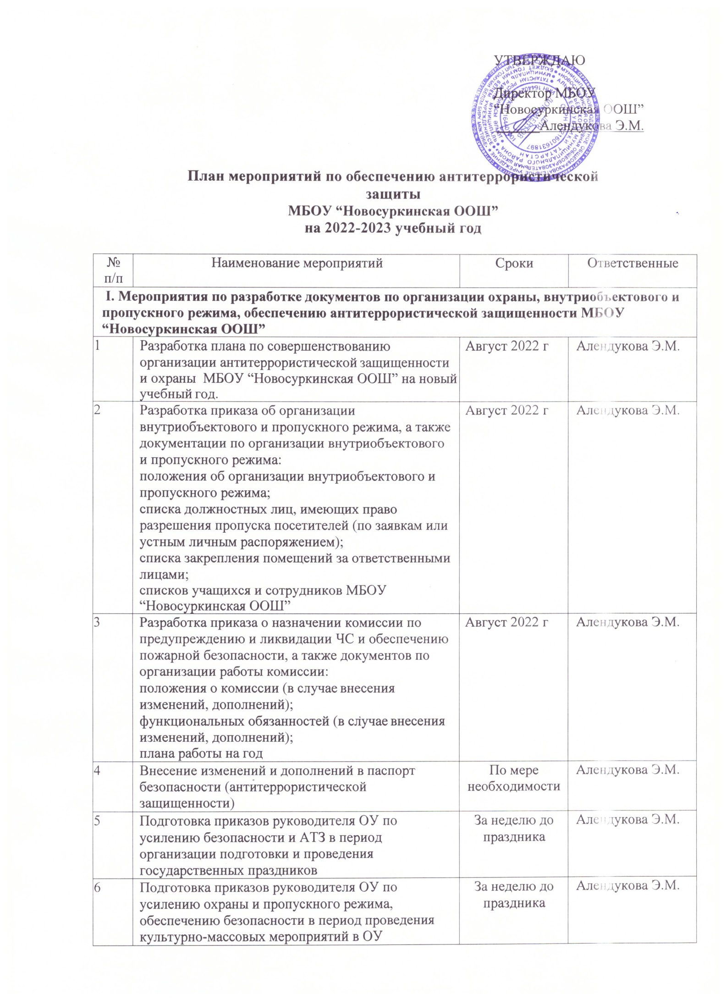 УТВЕРЖДАЮ
Директор МБОУ
“Новосуркинская ООШ”
______Алендукова Э.М.
План мероприятий по обеспечению антитеррористической
защиты
МБОУ “Новосуркинская ООШ”
на 2022-2023 учебный год
№
п/п
Наименование мероприятий
Сроки
Ответственные
I. Мероприятия по разработке документов по организации охраны, внутриобъектового и
пропускного режима, обеспечению антитеррористической защищенности МБОУ
“Новосуркинская ООШ”
1
Разработка плана по совершенствованию
организации антитеррористической защищенности
и охраны МБОУ “Новосуркинская ООШ” на новый
учебный год.
Август 2022 г
Алендукова Э.М.
2
Разработка приказа об организации
внутриобъектового и пропускного режима, а также
документации по организации внутриобъектового
и пропускного режима:
положения об организации внутриобъектового и
пропускного режима;
списка должностных лиц, имеющих право
разрешения пропуска посетителей (по заявкам или
устным личным распоряжением);
списка закрепления помещений за ответственными
лицами;
списков учащихся и сотрудников МБОУ
“Новосуркинская ООШ”
Август 2022 г
Алендукова Э.М.
3
Разработка приказа о назначении комиссии по
предупреждению и ликвидации ЧС и обеспечению
пожарной безопасности, а также документов по
организации работы комиссии:
положения о комиссии (в случае внесения
изменений, дополнений);
функциональных обязанностей (в случае внесения
изменений, дополнений);
плана работы на год
Август 2022 г
Алендукова Э.М.
4
Внесение изменений и дополнений в паспорт
безопасности (антитеррористической
защищенности)
По мере
необходимости
Алендукова Э.М.
5
Подготовка приказов руководителя ОУ по
усилению безопасности и АТЗ в период
организации подготовки и проведения
государственных праздников
За неделю до
праздника
Алендукова Э.М.
6
Подготовка приказов руководителя ОУ по
усилению охраны и пропускного режима,
обеспечению безопасности в период проведения
культурно-массовых мероприятий в ОУ
За неделю до
праздника
Алендукова Э.М.